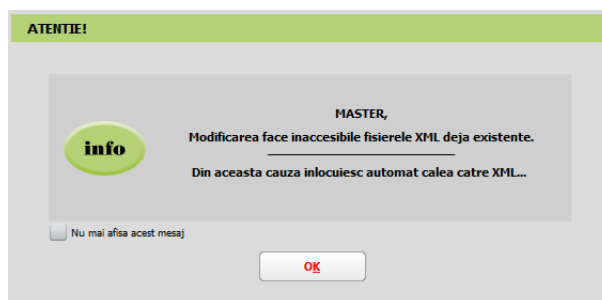 ATENTIE!
MASTER,
info
Modificarea face inaccesibile fisierele XML deja existente.
Din aceasta cauza inlocuiesc automat calea catre XML...
Nu mai afisa acest mesaj
OK